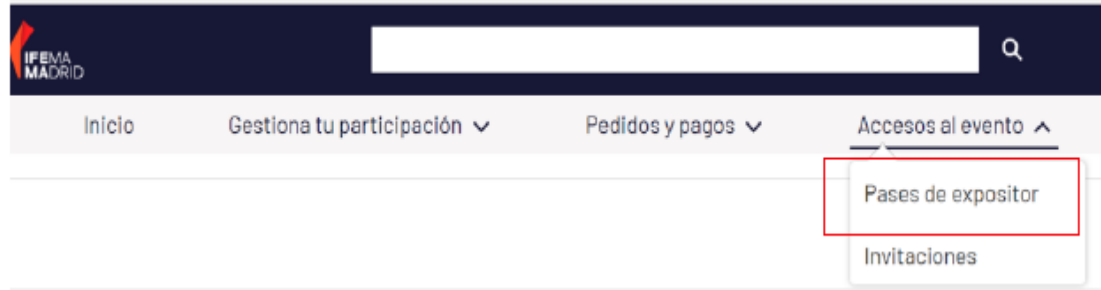 IFEMA
MADRID
Inicio
Gestiona tu participación
Pedidos y pagos
Accesos al evento
Pases de expositor
Invitaciones